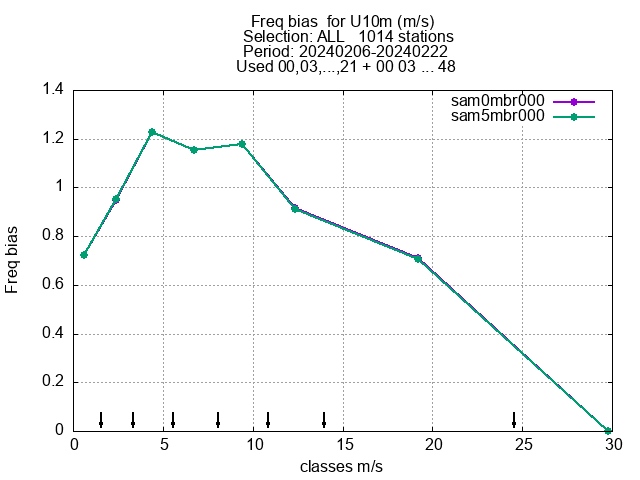 Freq bias  for U10m (m/s)
Selection: ALL   1014 stations
Period: 20240206-20240222
Used 00,03,...,21 + 00 03 ... 48
sam0mbr000
sam5mbr000
1.4
1.2
1
0.8
0.6
0.4
0.2
0
Freq bias
0 5 10 15 20 25 30
classes m/s